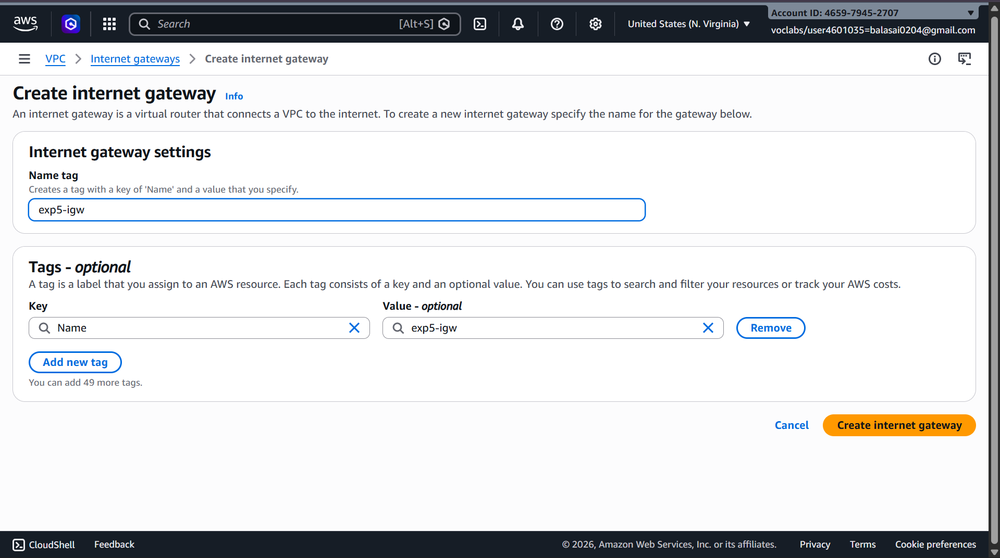 aws
Search [Alt+S]
United States (N. Virginia)
Account ID: 4659-7945-2707
voclabs/user4601035=balasai0204@gmail.com
VPC Internet gateways Create internet gateway
Create internet gateway Info
An internet gateway is a virtual router that connects a VPC to the internet. To create a new internet gateway specify the name for the gateway below.
Internet gateway settings
Name tag
Creates a tag with a key of 'Name' and a value that you specify.
exp5-igw
Tags - optional
A tag is a label that you assign to an AWS resource. Each tag consists of a key and an optional value. You can use tags to search and filter your resources or track your AWS costs.
Key Value - optional
Name exp5-igw Remove
Add new tag
You can add 49 more tags.
Cancel Create internet gateway
CloudShell Feedback © 2026, Amazon Web Services, Inc. or its affiliates. Privacy Terms Cookie preferences